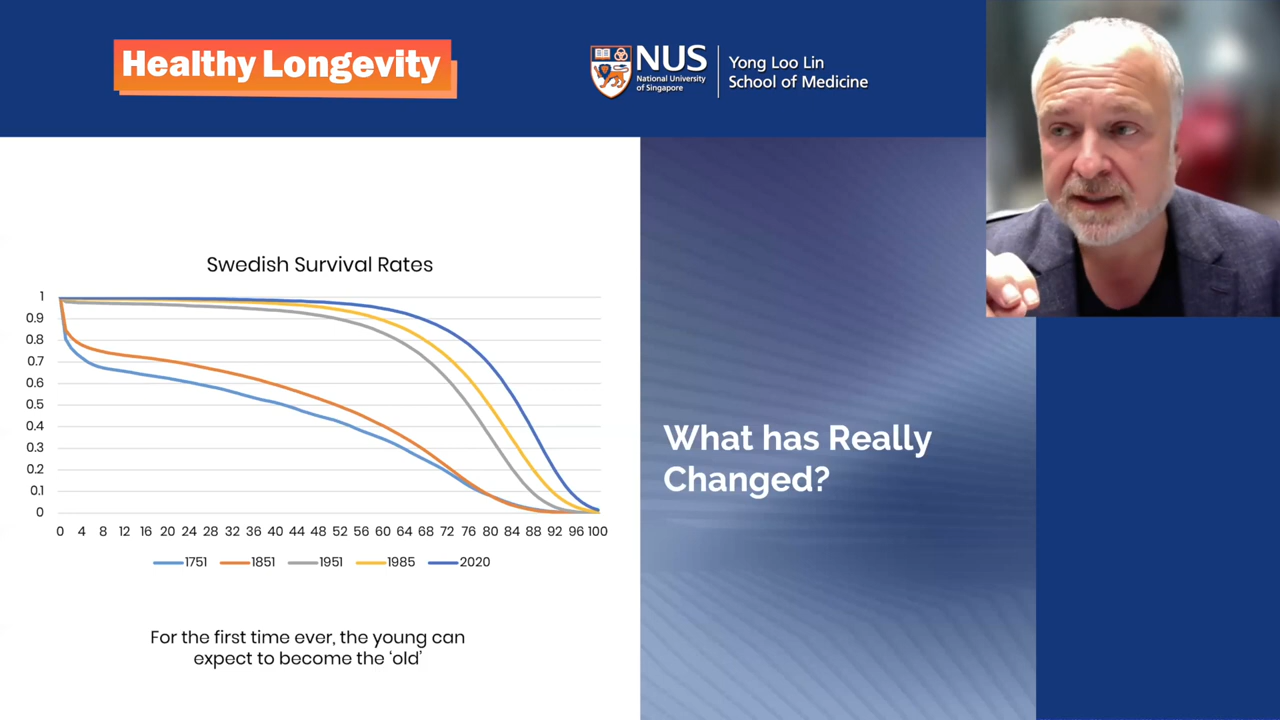 Healthy Longevity
NUS
National University
of Singapore
Yong Loo Lin
School of Medicine
Swedish Survival Rates
1
0.9
0.8
0.7
0.6
0.5
0.4
0.3
0.2
0.1
0
0 4 8 12 16 20 24 28 32 36 40 44 48 52 56 60 64 68 72 76 80 84 88 92 96 100
1751 1851 1951 1985 2020
For the first time ever, the young can
expect to become the ‘old’
What has Really
Changed?